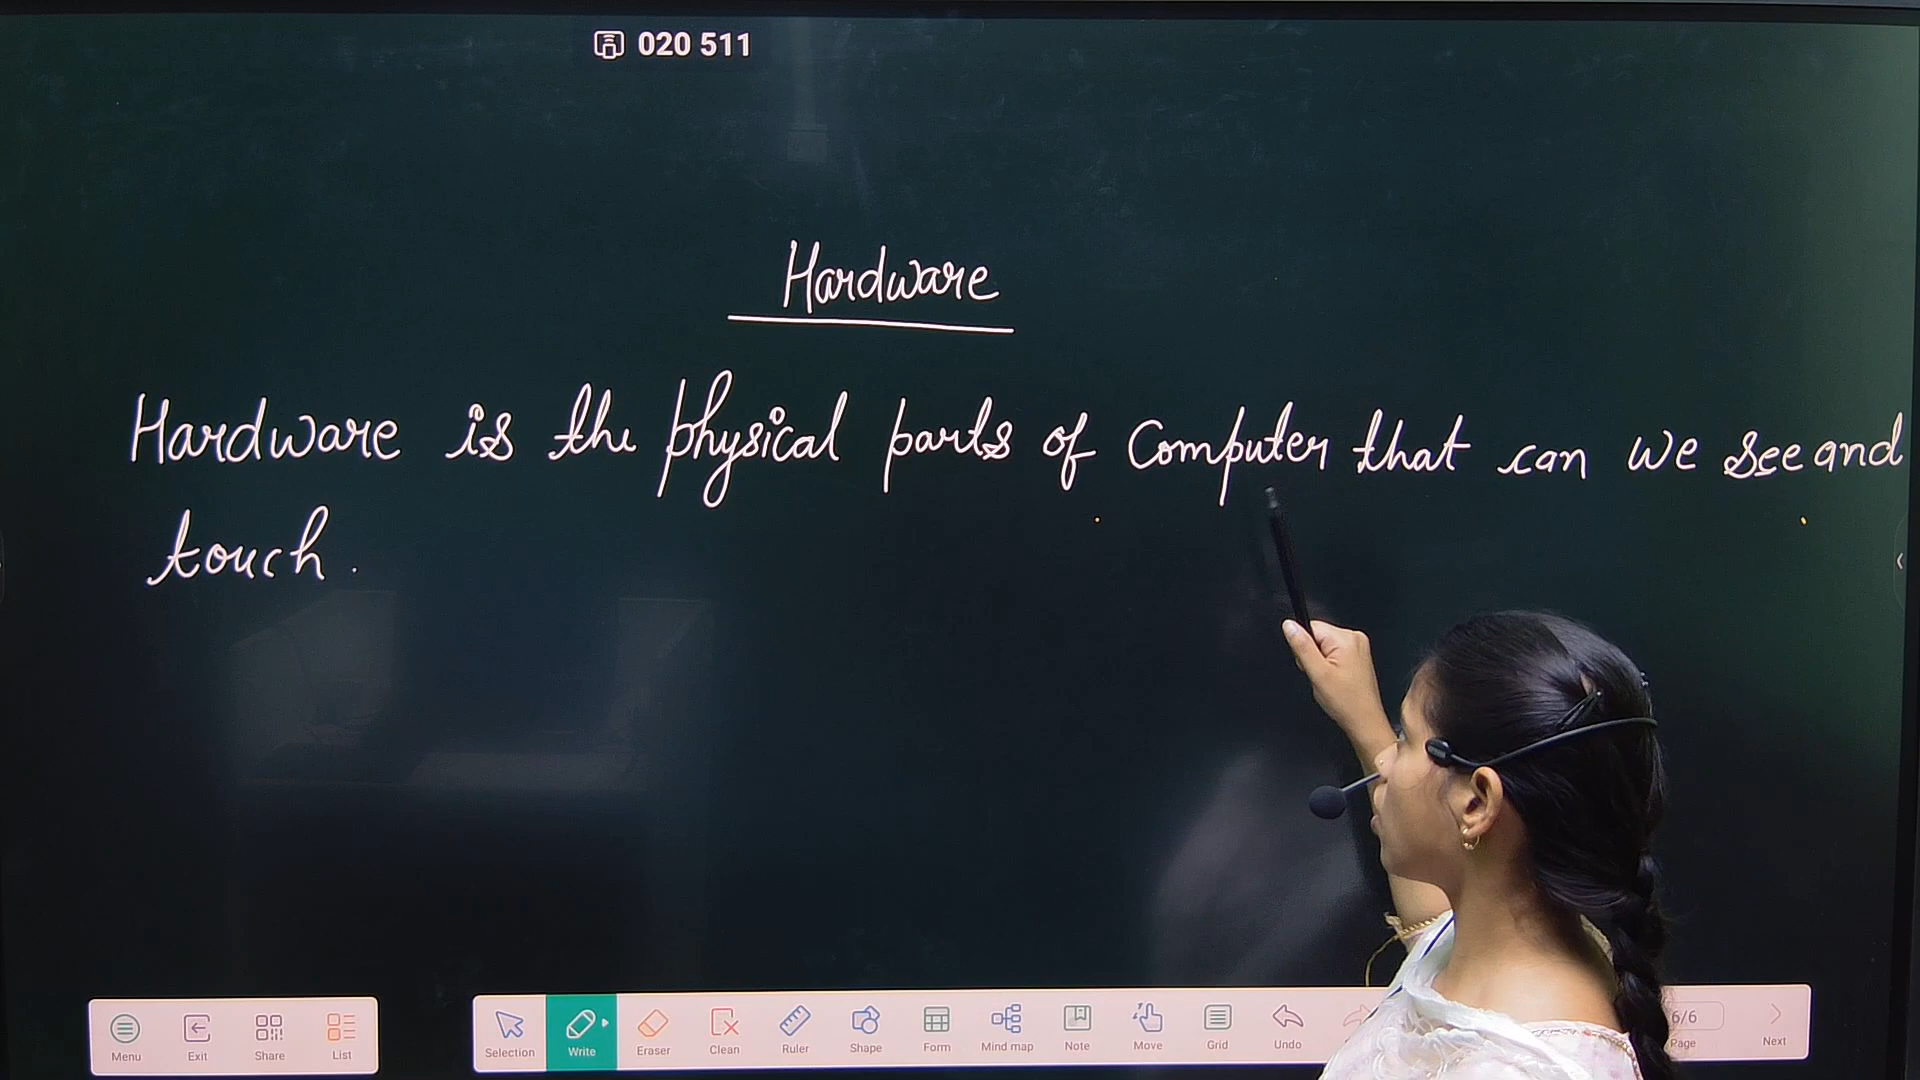 020 511
Hardware
Hardware is the physical parts of Computer that can we see and
touch.
Menu Exit Share List Selection Write Eraser Clean Ruler Shape Form Mind map Note Move Grid Undo 6/6 Page Next